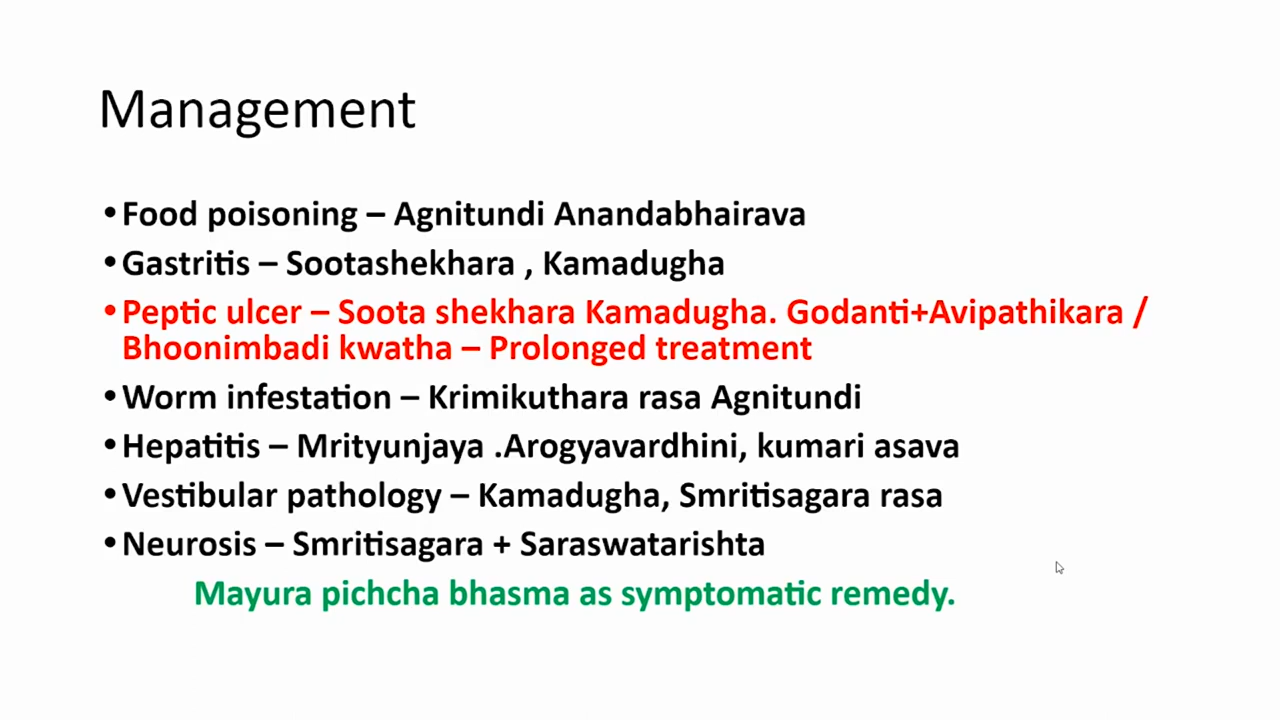 Management
•Food poisoning – Agnitundi Anandabhairava
•Gastritis – Sootashekhara , Kamadugha
•Peptic ulcer – Soota shekhara Kamadugha. Godanti+Avipathikara /
Bhoonimbadi kwatha – Prolonged treatment
•Worm infestation – Krimikuthara rasa Agnitundi
•Hepatitis – Mrityunjaya .Arogyavardhini, kumari asava
•Vestibular pathology – Kamadugha, Smritisagara rasa
•Neurosis – Smritisagara + Saraswatarishta
Mayura pichcha bhasma as symptomatic remedy.